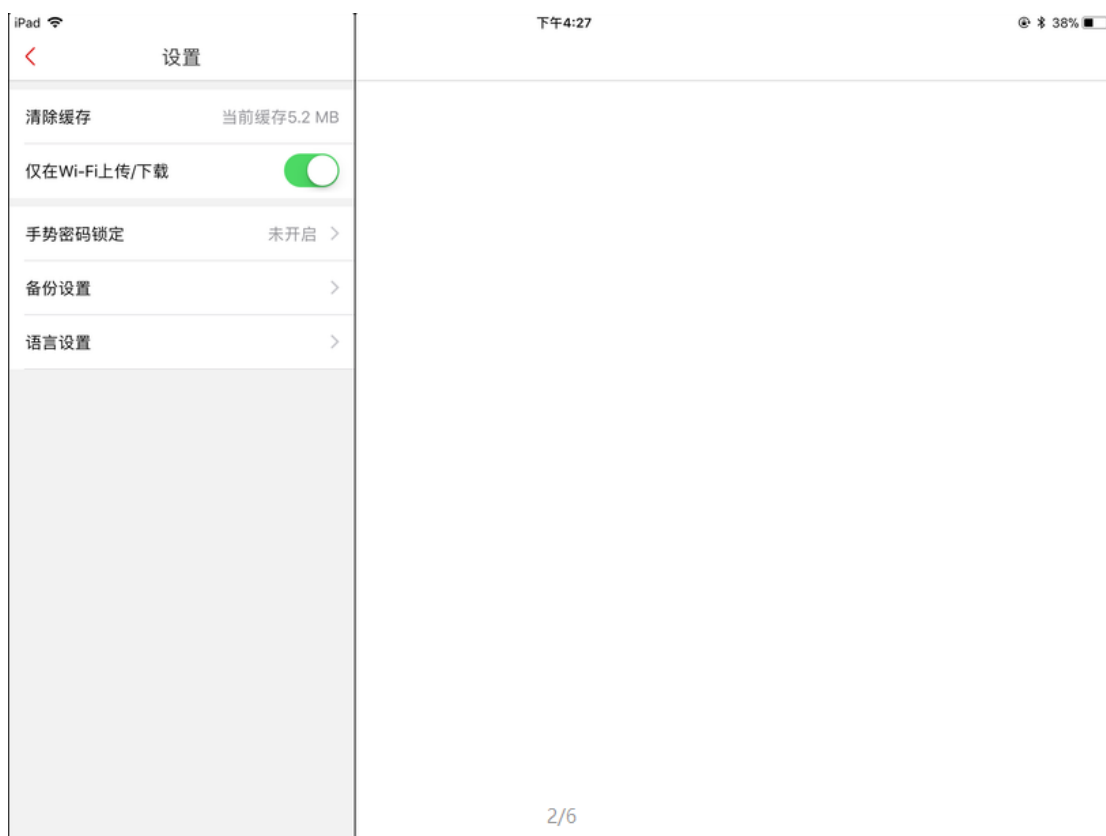 iPad 下午4:27 38%
设置
清除缓存 当前缓存5.2 MB
仅在Wi-Fi上传/下载
手势密码锁定 未开启
备份设置
语言设置
2/6